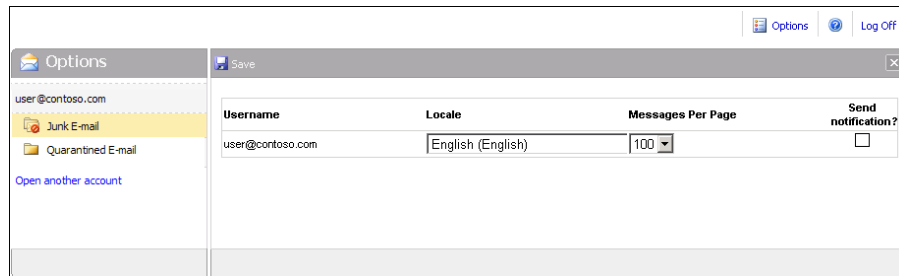 Options Log Off
Options
Save
user@contoso.com
Junk E-mail
Quarantined E-mail
Open another account
Username Locale Messages Per Page Send notification?
user@contoso.com English (English) 100